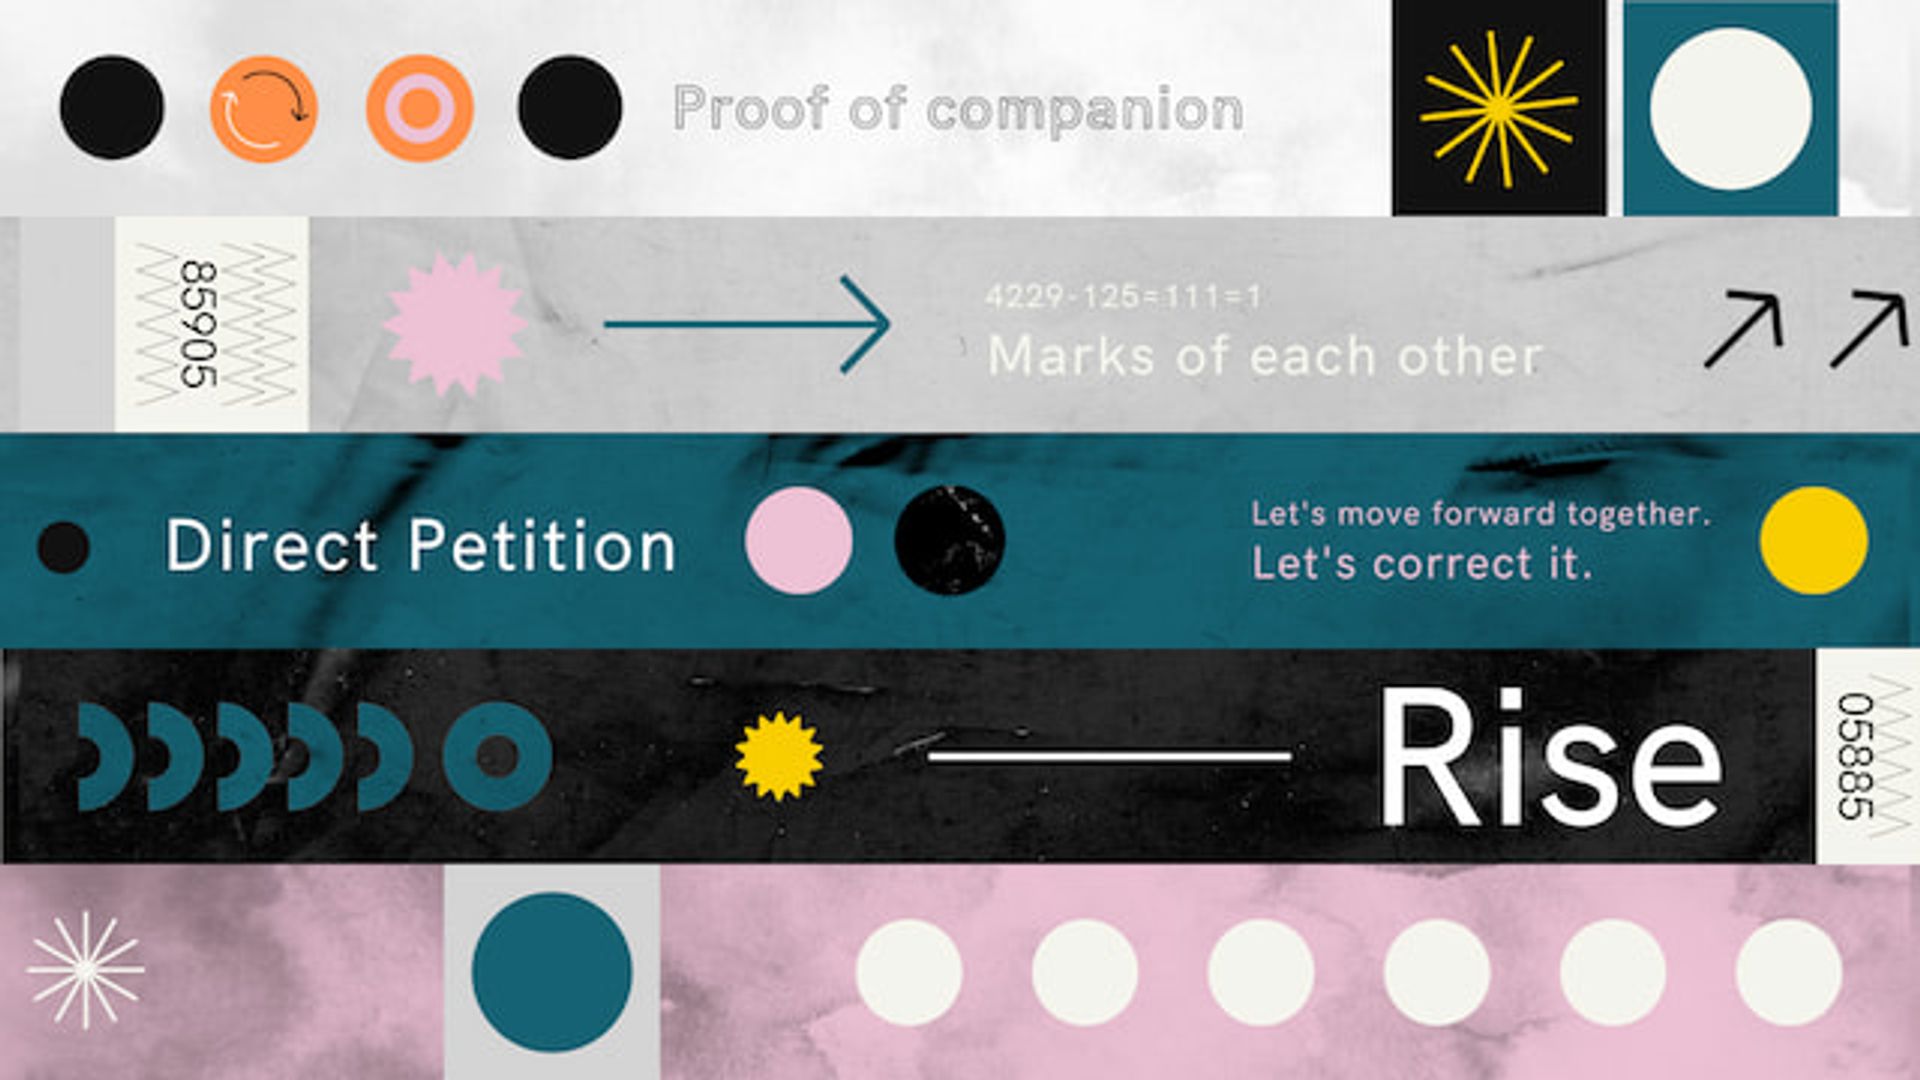 Proof of companion
85905
4229-125=111=1
Marks of each other
Direct Petition
Let's move forward together.
Let's correct it.
Rise
05885